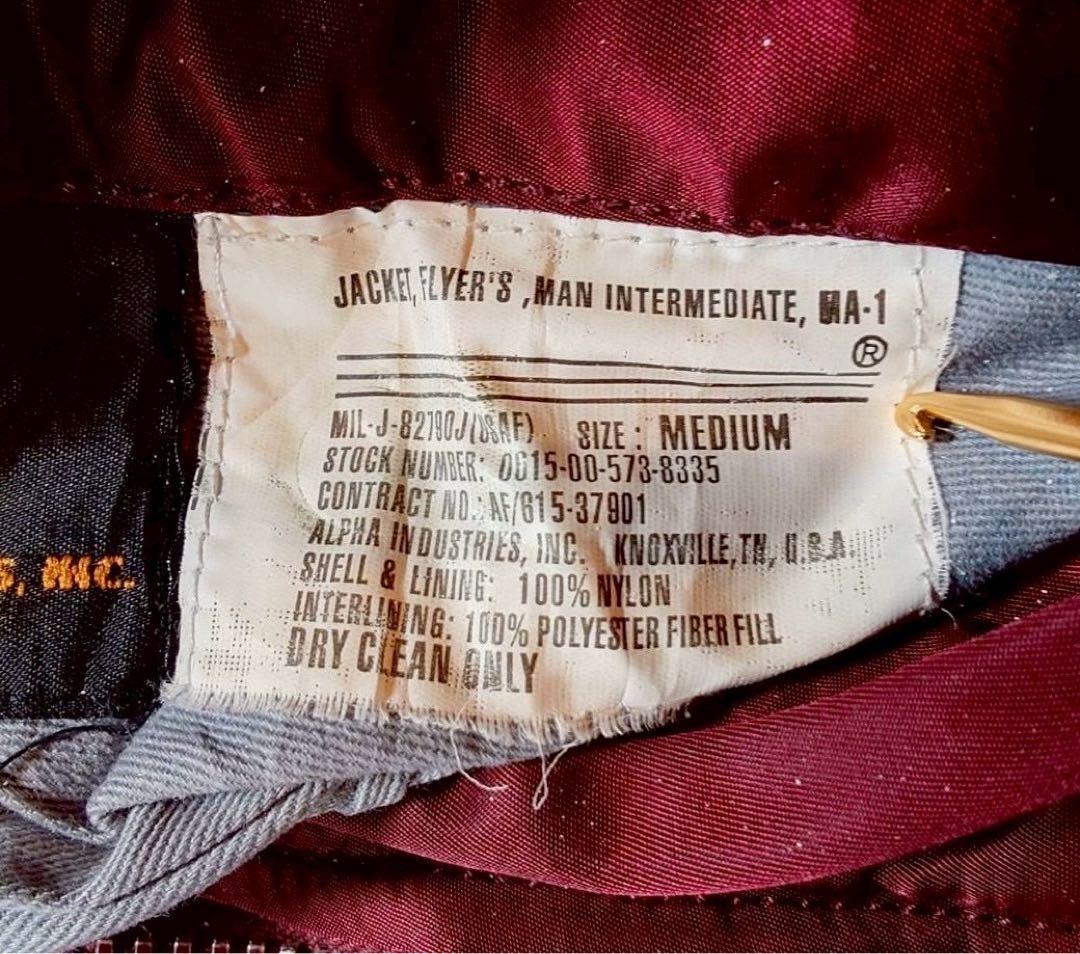 JACKET, FLYER'S ,MAN INTERMEDIATE, MA-1
®
MIL-J-82790J(USAF) SIZE : MEDIUM
STOCK NUMBER: 0615-00-573-8335
CONTRACT NO.: AF/615-37901
ALPHA INDUSTRIES, INC. KNOXVILLE, TN, U.S.A.
SHELL & LINING: 100% NYLON
INTERLINING: 100% POLYESTER FIBER FILL
DRY CLEAN ONLY
S, INC.